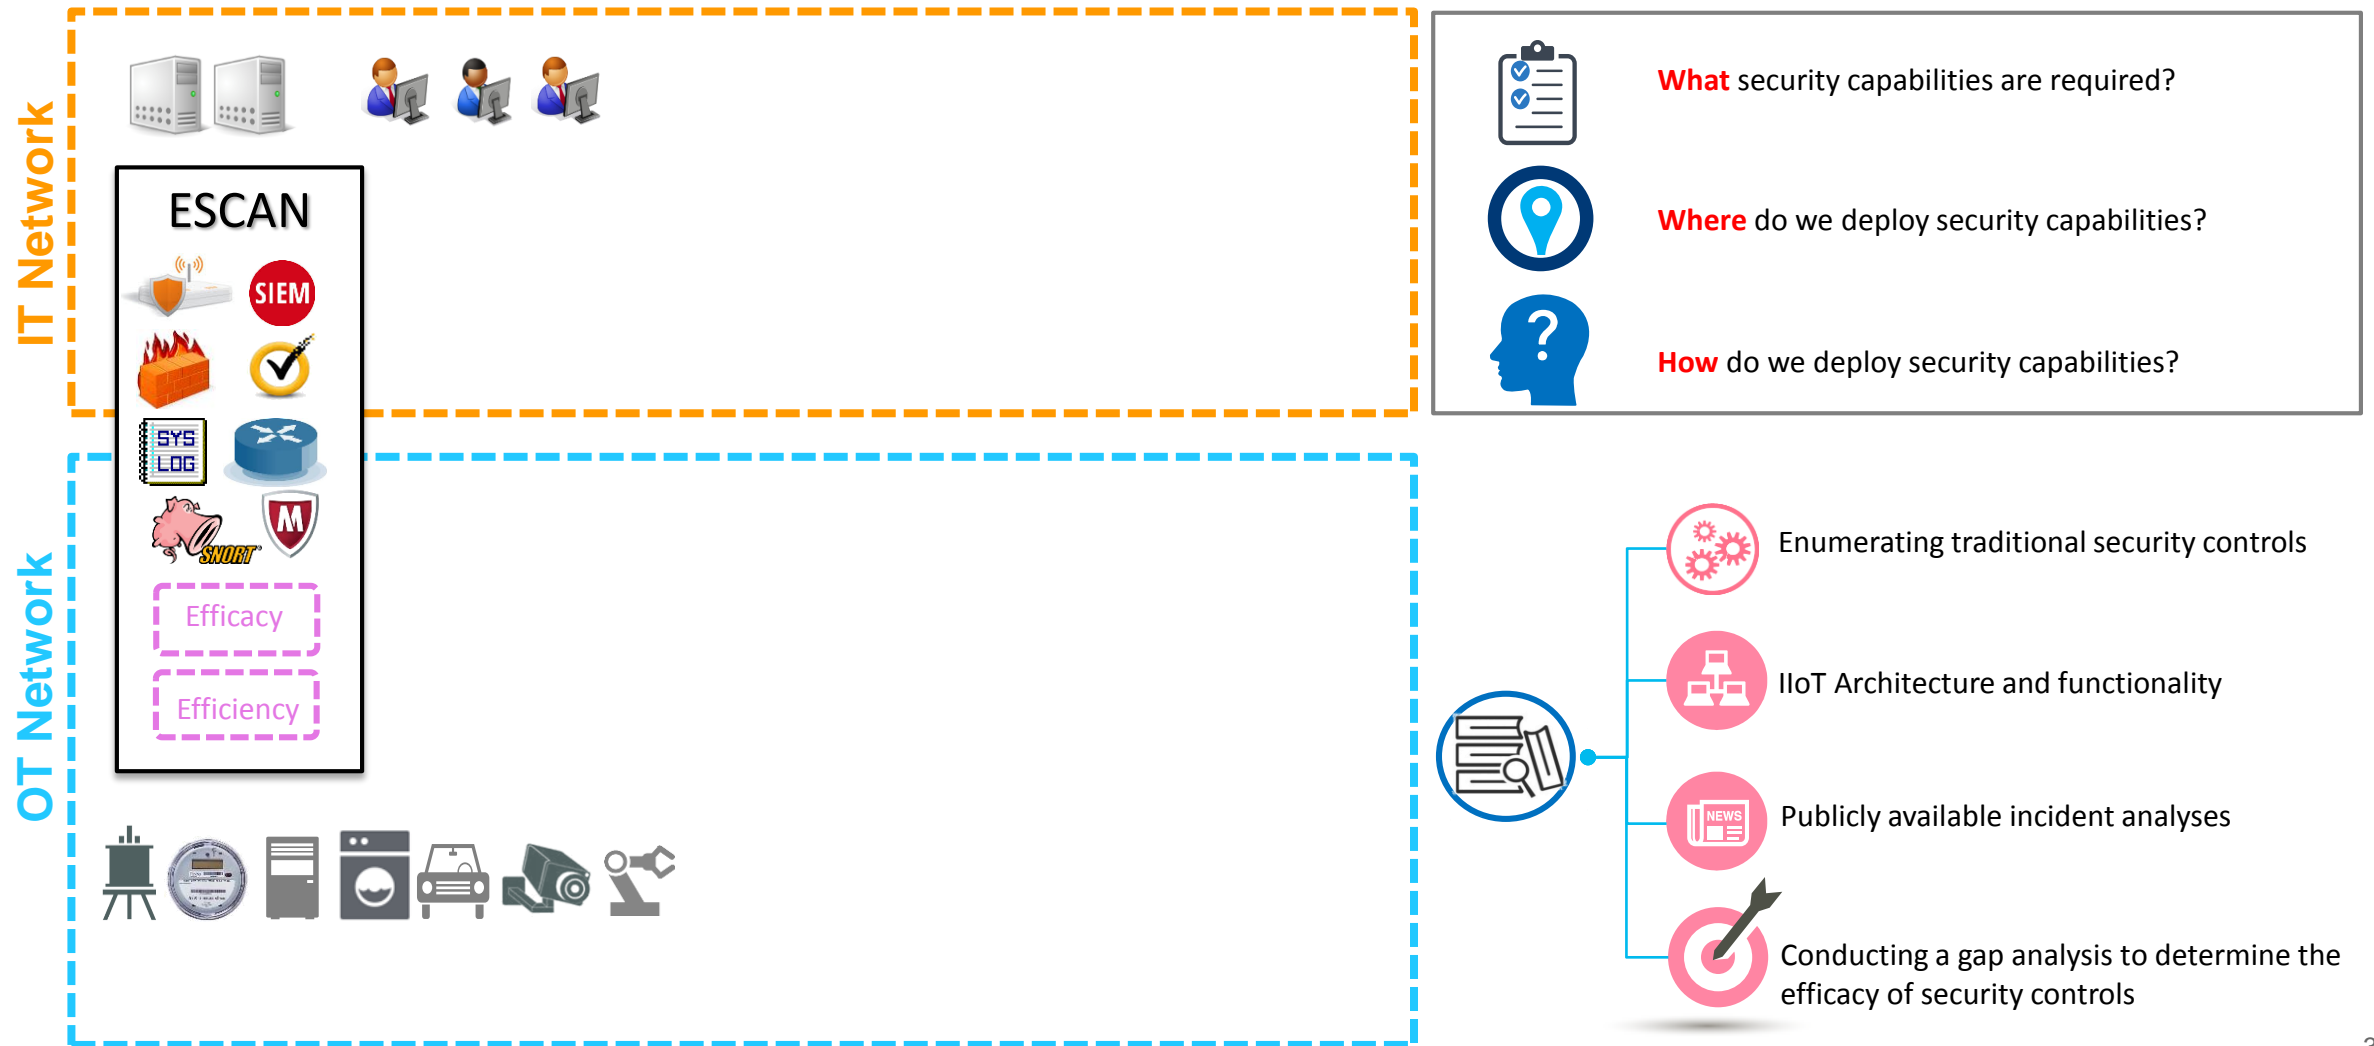 IT Network
ESCAN
SIEM
SYS
LOG
SNORT
M
Efficacy
Efficiency
OT Network
What security capabilities are required?
Where do we deploy security capabilities?
?
How do we deploy security capabilities?
Enumerating traditional security controls
IIoT Architecture and functionality
NEWS
Publicly available incident analyses
Conducting a gap analysis to determine the
efficacy of security controls